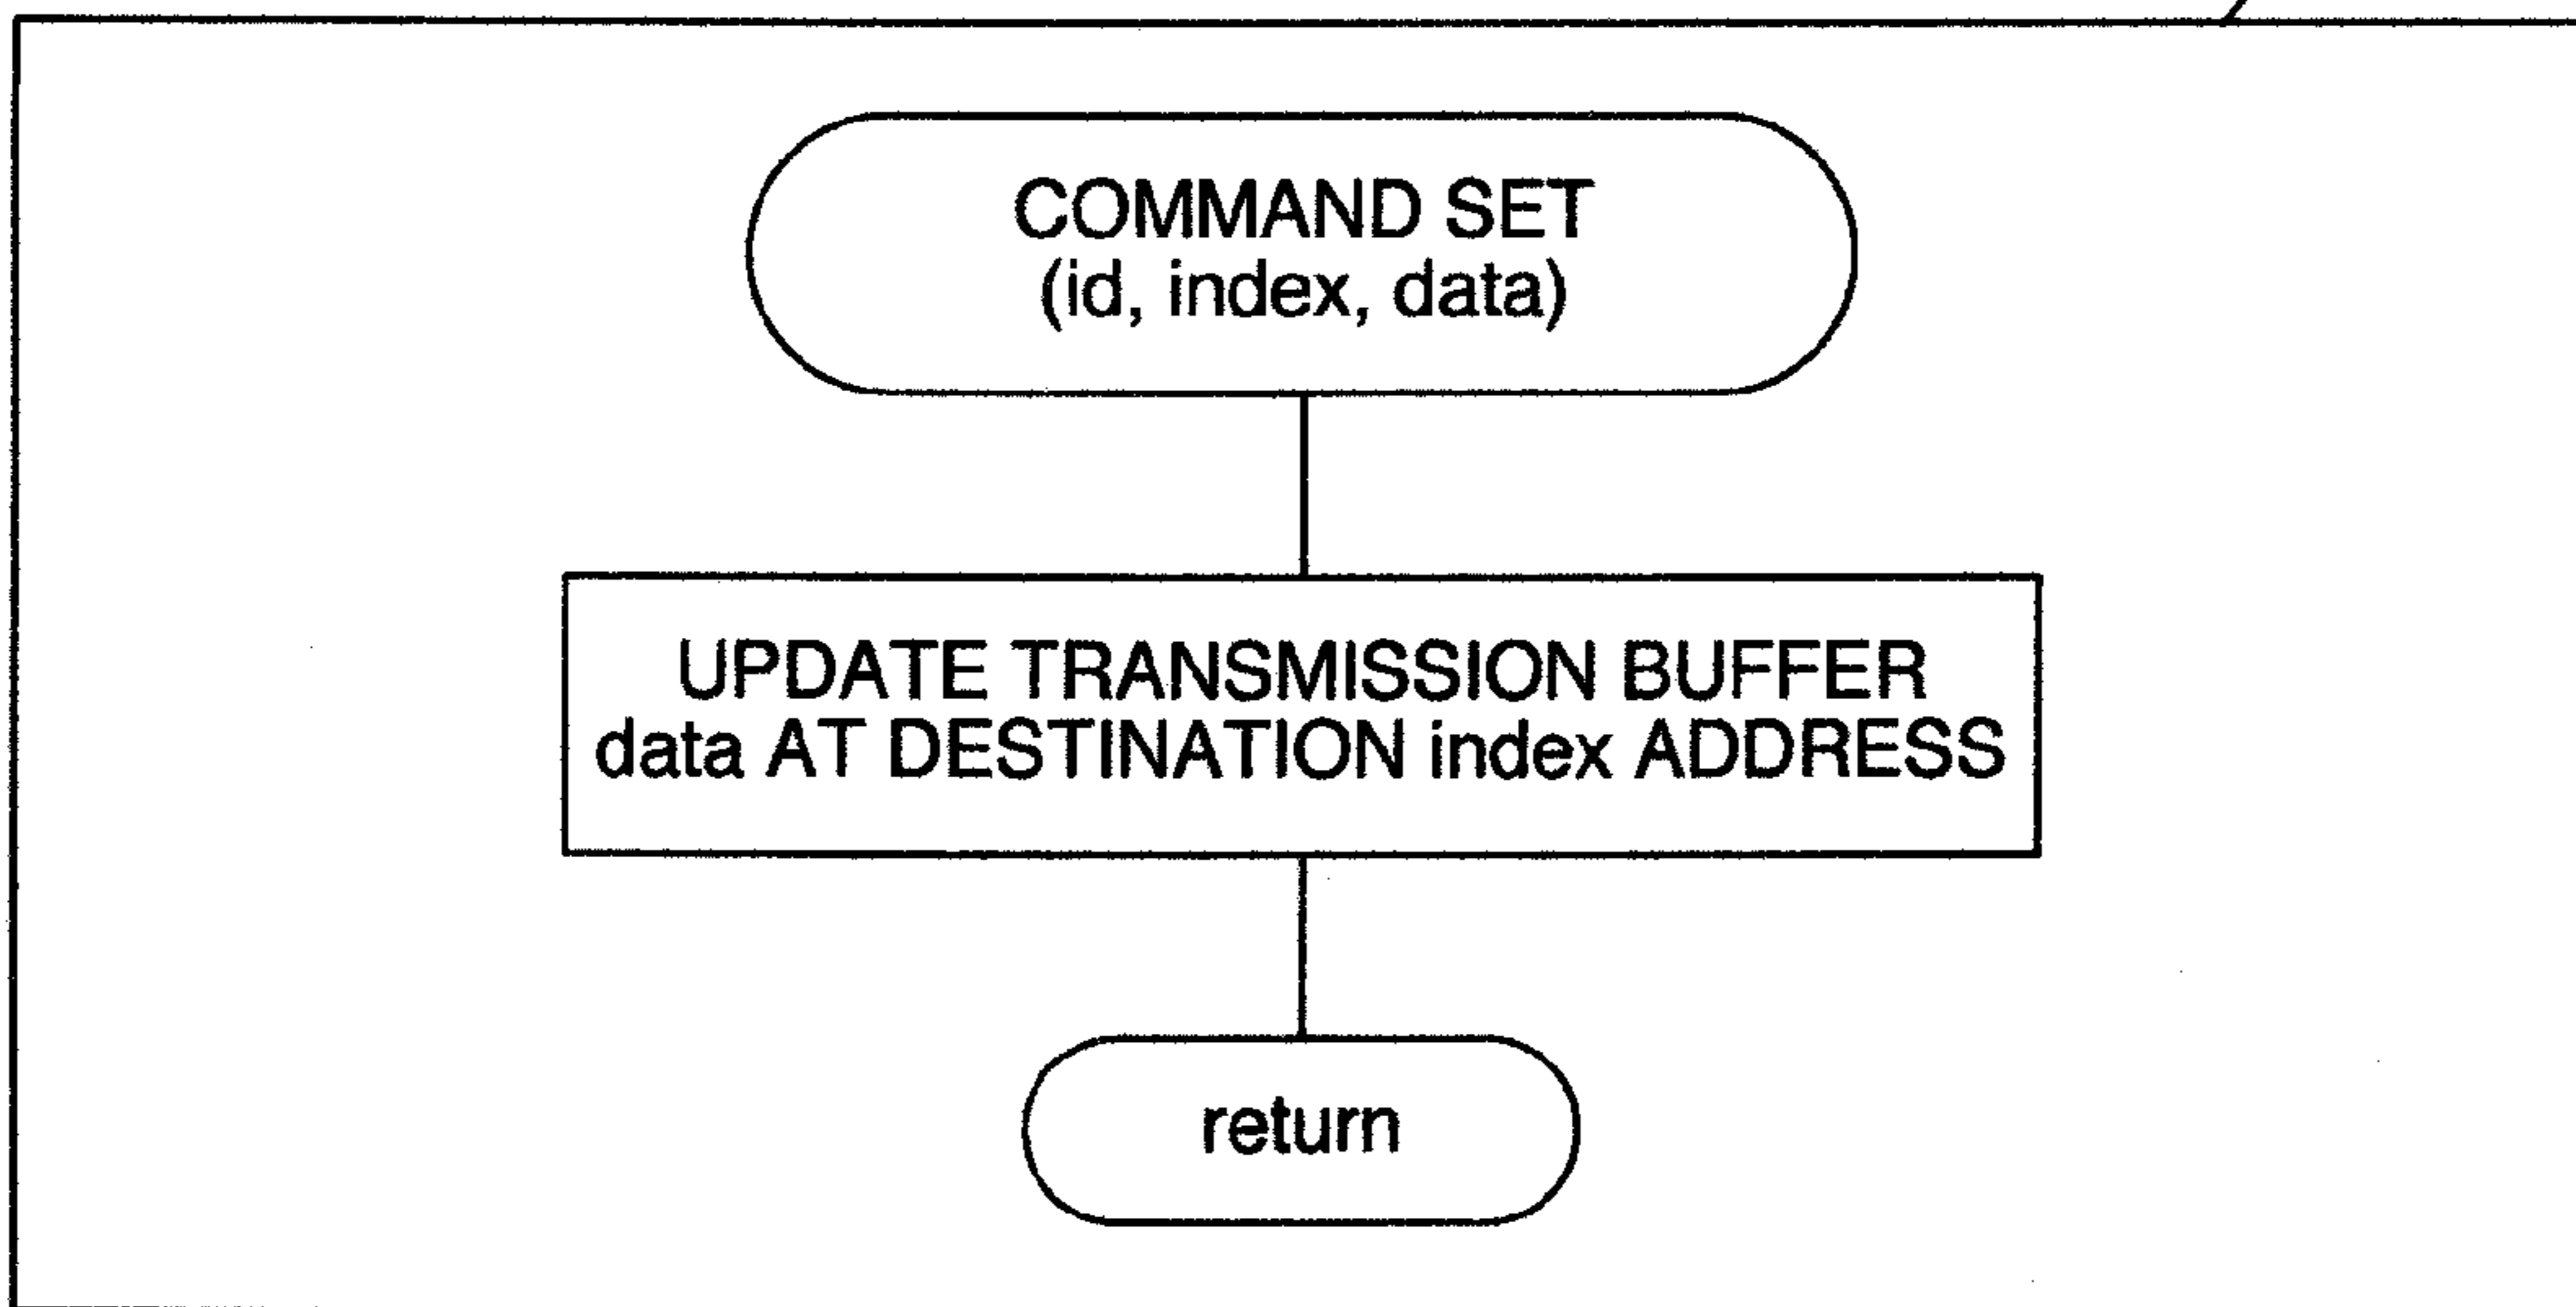 COMMAND SET
(id, index, data)
UPDATE TRANSMISSION BUFFER
data AT DESTINATION index ADDRESS
return